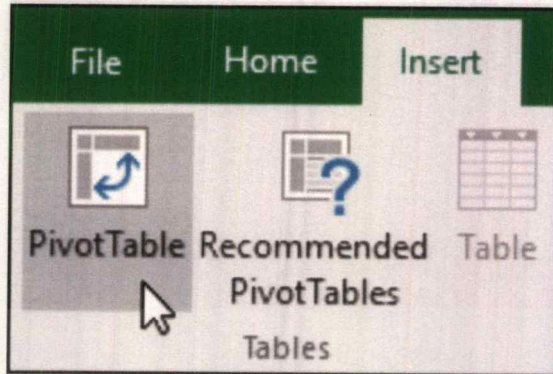 File Home Insert
PivotTable Recommended Table
PivotTables
Tables